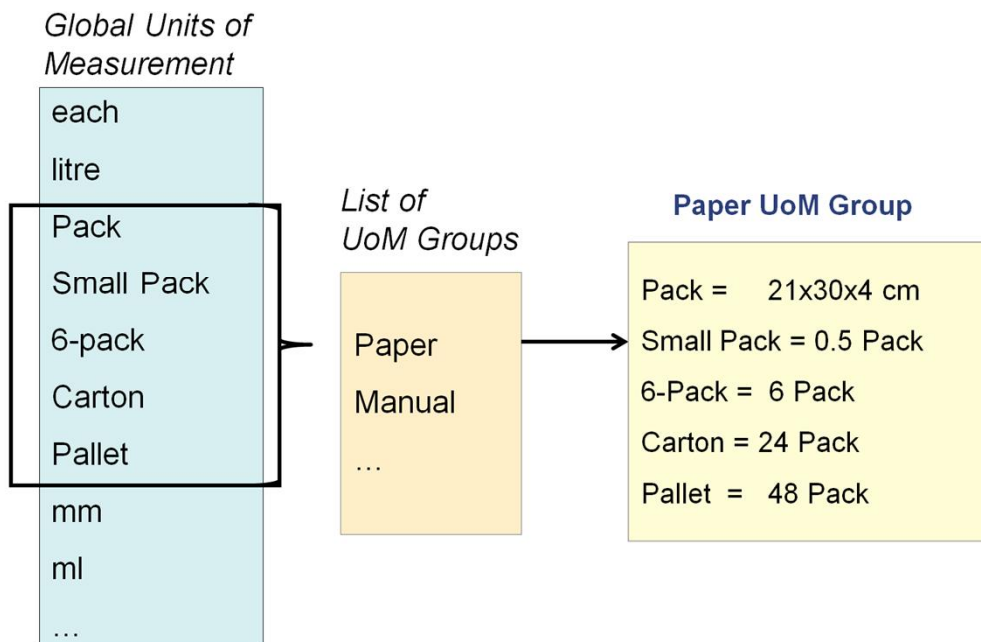 Global Units of
Measurement
each
litre
Pack
Small Pack
6-pack
Carton
Pallet
mm
ml
...
List of
UoM Groups
Paper
Manual
...
Paper UoM Group
Pack = 21x30x4 cm
Small Pack = 0.5 Pack
6-Pack = 6 Pack
Carton = 24 Pack
Pallet = 48 Pack